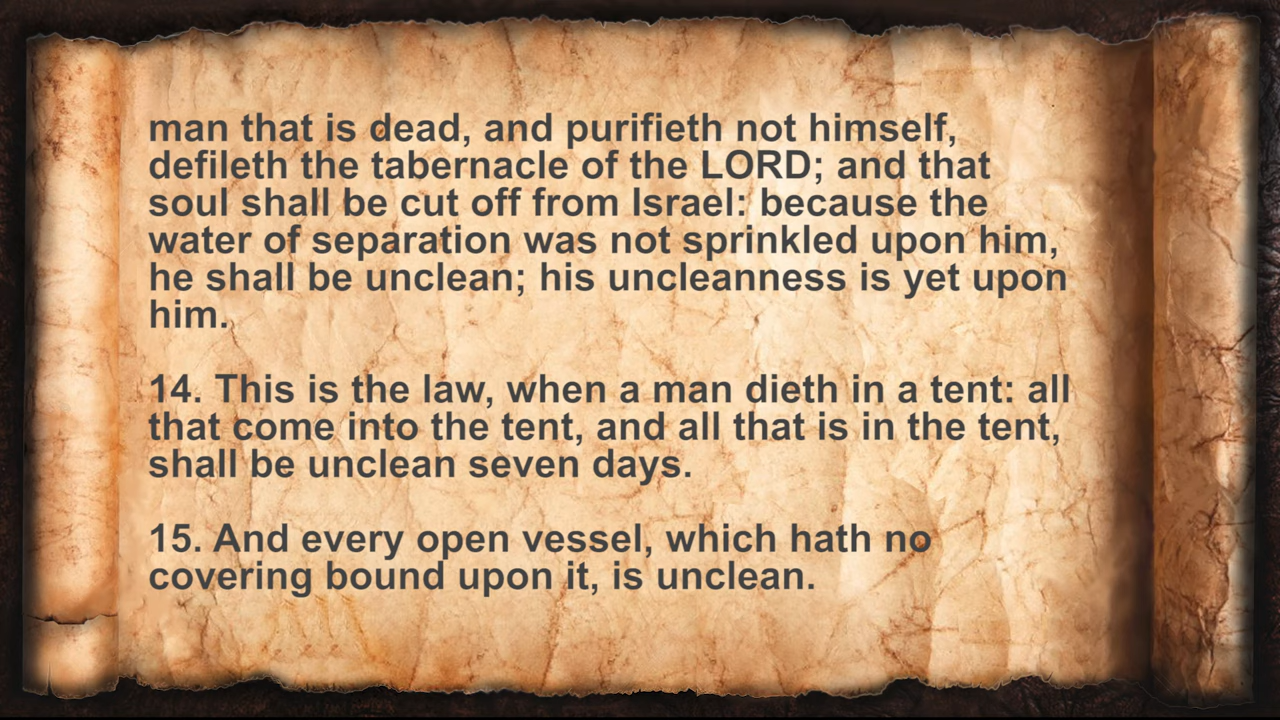 man that is dead, and purifieth not himself,
defileth the tabernacle of the LORD; and that
soul shall be cut off from Israel: because the
water of separation was not sprinkled upon him,
he shall be unclean; his uncleanness is yet upon
him.
14. This is the law, when a man dieth in a tent: all
that come into the tent, and all that is in the tent,
shall be unclean seven days.
15. And every open vessel, which hath no
covering bound upon it, is unclean.